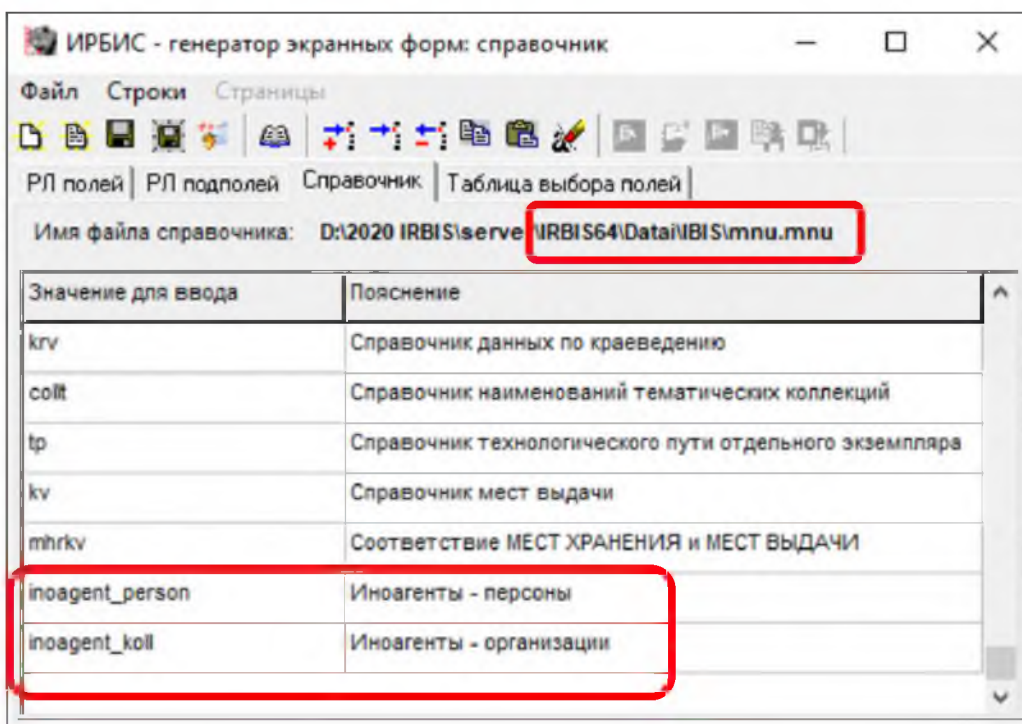 ИРБИС - генератор экранных форм: справочник
Файл Строки Страницы
РЛ полей РЛ подполей Справочник Таблица выбора полей
Имя файла справочника: D:\2020 IRBIS\serve \IRBIS64\Datai\IBIS\mnu.mnu
Значение для ввода Пояснение
krv Справочник данных по краеведению
collt Справочник наименований тематических коллекций
tp Справочник технологического пути отдельного экземпляра
kv Справочник мест выдачи
mhrkv Соответствие МЕСТ ХРАНЕНИЯ и МЕСТ ВЫДАЧИ
inoagent_person Иноагенты - персоны
inoagent_koll Иноагенты - организации